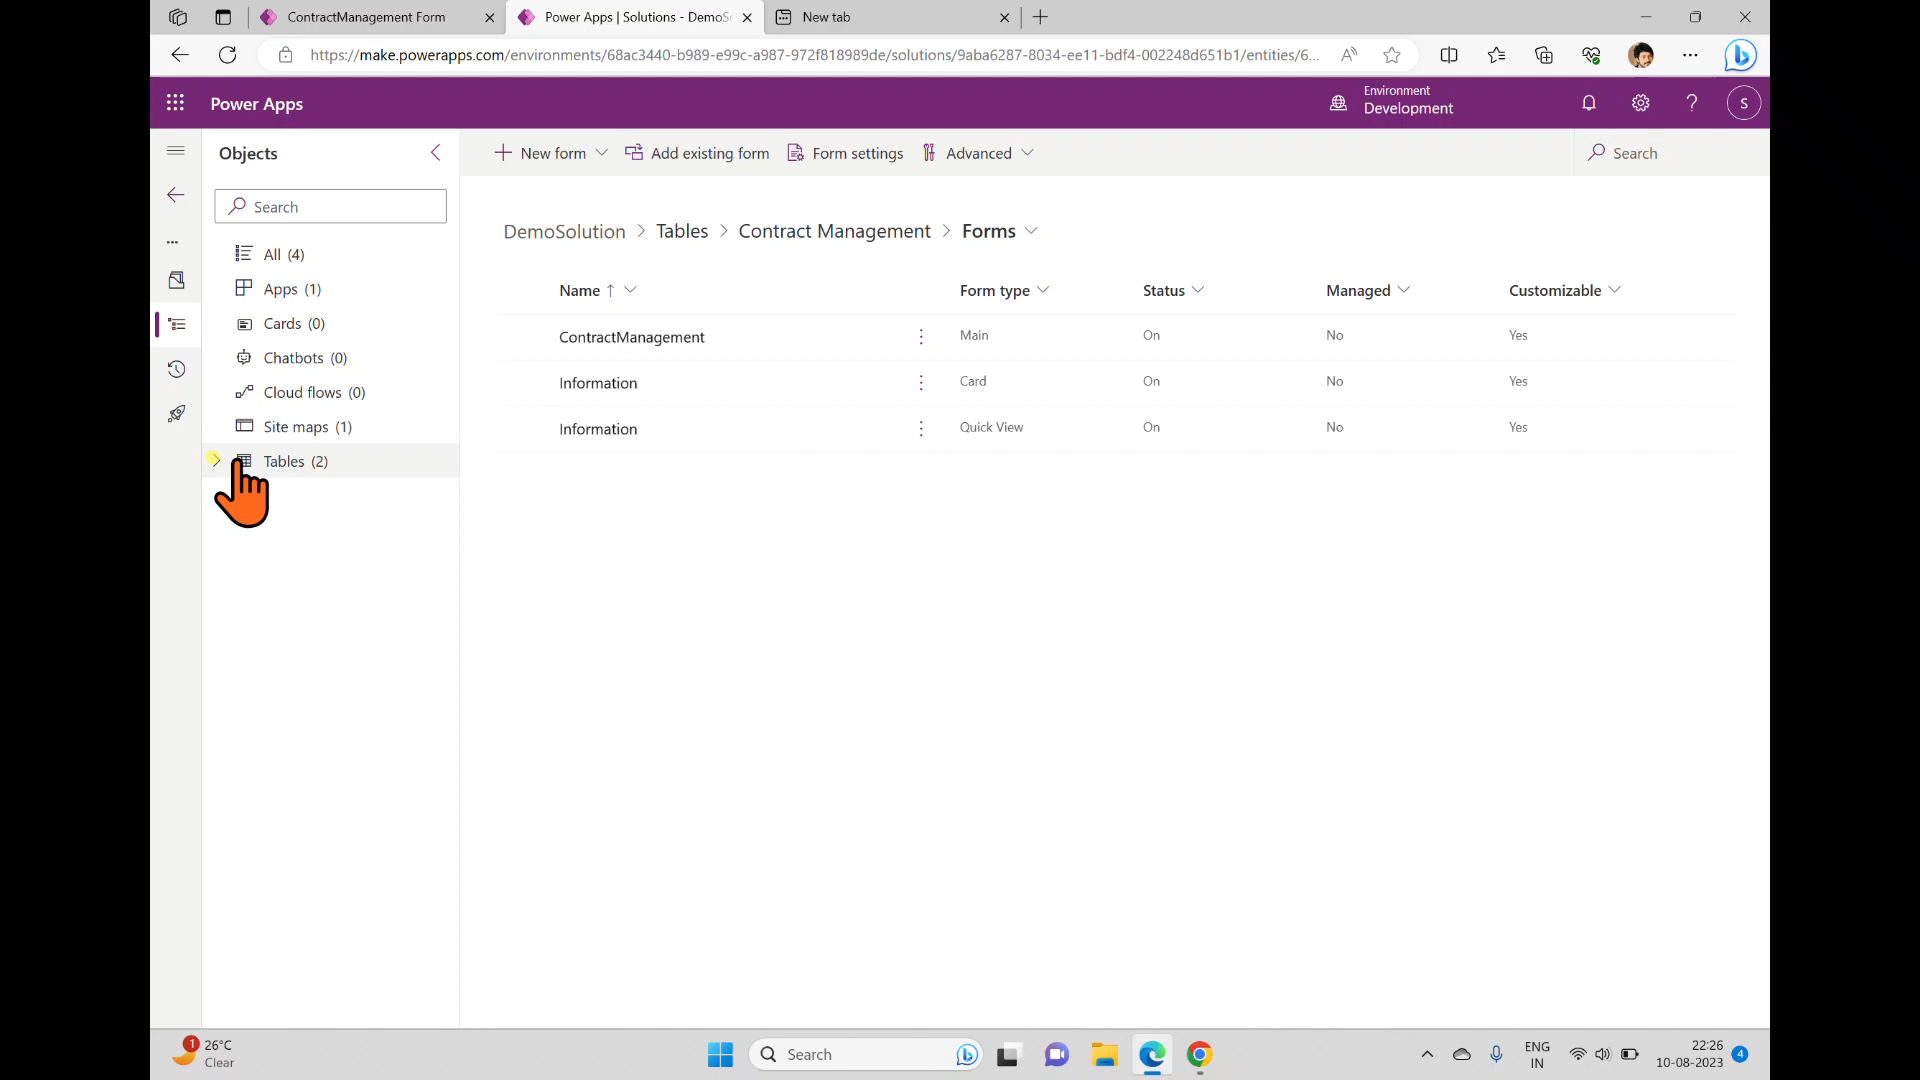 ContractManagement Form
Power Apps | Solutions - DemoSo
New tab
https://make.powerapps.com/environments/68ac3440-b989-e99c-a987-972f818989de/solutions/9aba6287-8034-ee11-bdf4-002248d651b1/entities/6...
Power Apps
Environment
Development
S
Objects
New form
Add existing form
Form settings
Advanced
Search
Search
DemoSolution > Tables > Contract Management > Forms
All (4)
Apps (1)
Cards (0)
Chatbots (0)
Cloud flows (0)
Site maps (1)
Tables (2)
Name ↑ Form type Status Managed Customizable
ContractManagement Main On No Yes
Information Card On No Yes
Information Quick View On No Yes
1
26°C
Clear
Search
ENG
IN
22:26
10-08-2023
4